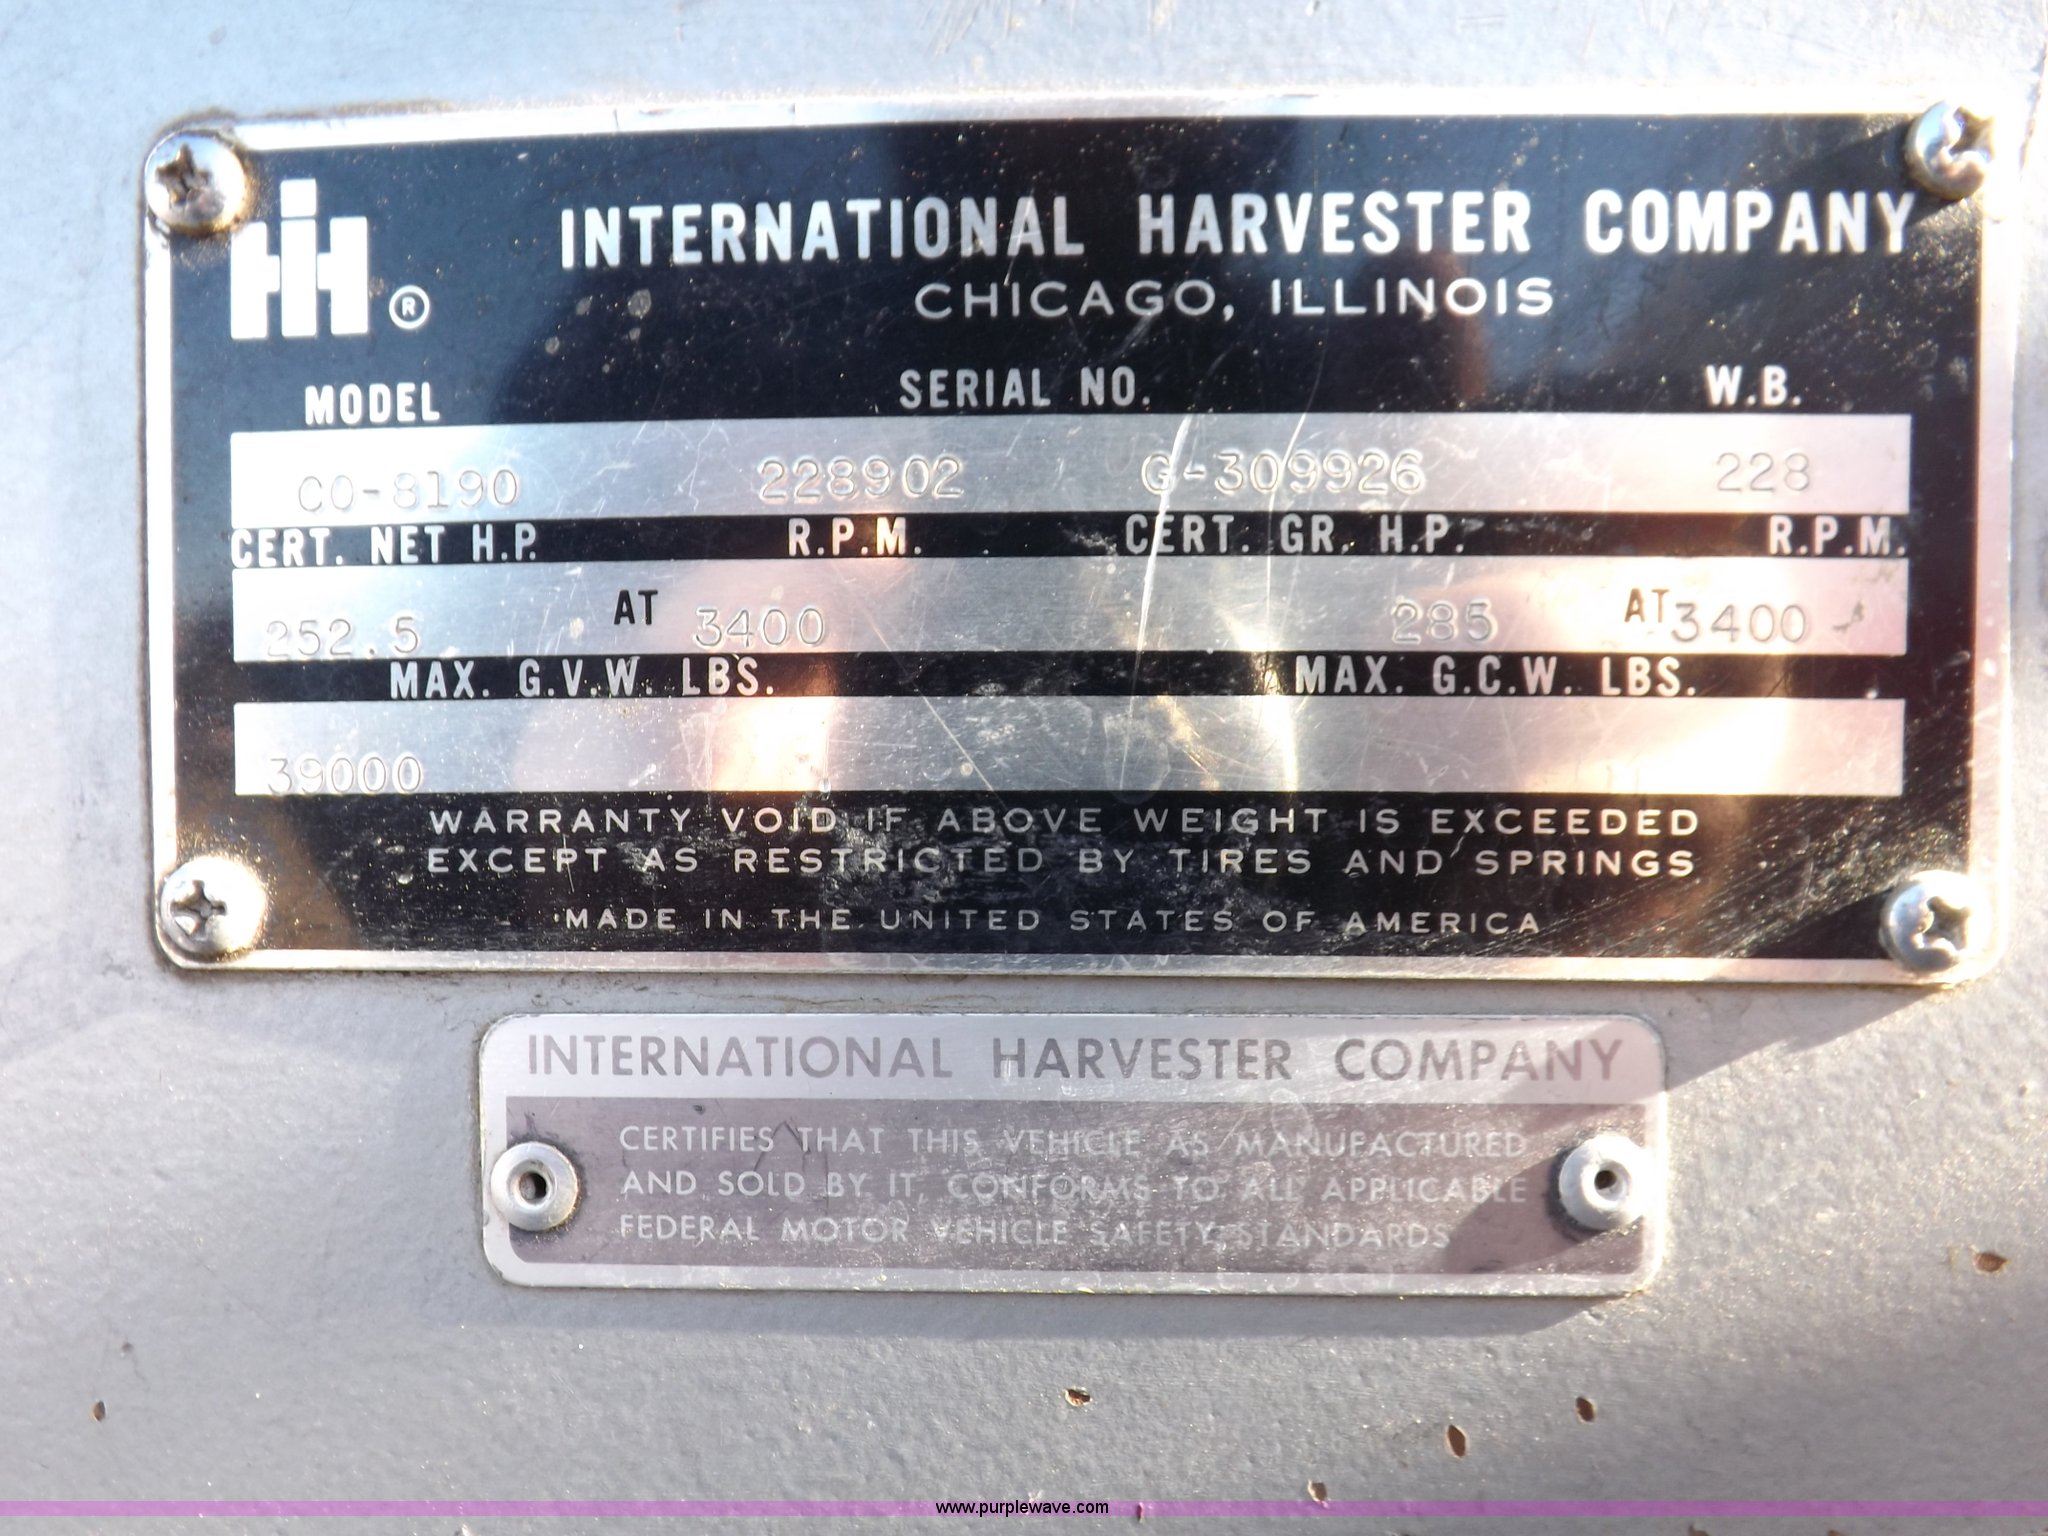 IH ®
INTERNATIONAL HARVESTER COMPANY
CHICAGO, ILLINOIS
MODEL SERIAL NO. W.B.
CO-8190 228902 G-309926 228
CERT. NET H.P. R.P.M. CERT. GR. H.P. R.P.M.
252.5 AT 3400 285 AT 3400
MAX. G.V.W. LBS. MAX. G.C.W. LBS.
39000
WARRANTY VOID IF ABOVE WEIGHT IS EXCEEDED
EXCEPT AS RESTRICTED BY TIRES AND SPRINGS
MADE IN THE UNITED STATES OF AMERICA
INTERNATIONAL HARVESTER COMPANY
CERTIFIES THAT THIS VEHICLE AS MANUFACTURED
AND SOLD BY IT, CONFORMS TO ALL APPLICABLE
FEDERAL MOTOR VEHICLE SAFETY STANDARDS
www.purplewave.com